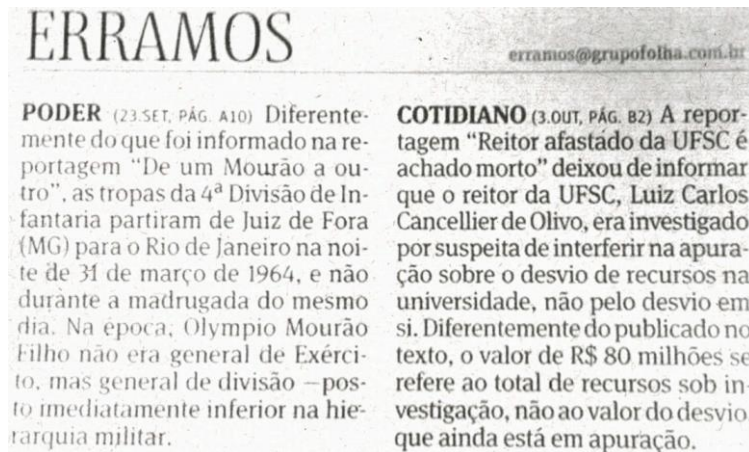 ERRAMOS
erramos@grupofolha.com.br
PODER (23.SET, PÁG. A10) Diferente-
mente do que foi informado na re-
portagem “De um Mourão a ou-
tro”, as tropas da 4ª Divisão de In-
fantaria partiram de Juiz de Fora
(MG) para o Rio de Janeiro na noi-
te de 31 de março de 1964, e não
durante a madrugada do mesmo
dia. Na época, Olympio Mourão
Filho não era general de Exérci-
to, mas general de divisão —pos-
to imediatamente inferior na hie-
rarquia militar.
COTIDIANO (3.OUT, PÁG. B2) A repor-
tagem “Reitor afastado da UFSC é
achado morto” deixou de informar
que o reitor da UFSC, Luiz Carlos
Cancellier de Olivo, era investigado
por suspeita de interferir na apura-
ção sobre o desvio de recursos na
universidade, não pelo desvio em
si. Diferentemente do publicado no
texto, o valor de R$ 80 milhões se
refere ao total de recursos sob in-
vestigação, não ao valor do desvio
que ainda está em apuração.